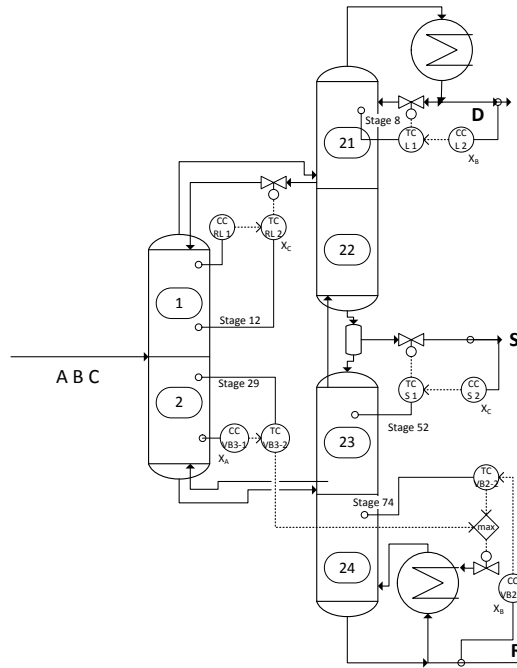 21
Stage 8
TC
L 1
CC
L 2
D
X_B
22
CC
RL 1
TC
RL 2
X_C
1
Stage 12
A B C
Stage 29
2
CC
VB3-1
TC
VB3-2
X_A
TC
S 1
CC
S 2
S
X_C
Stage 52
23
Stage 74
TC
VB2-2
max
24
CC
VB2
X_B